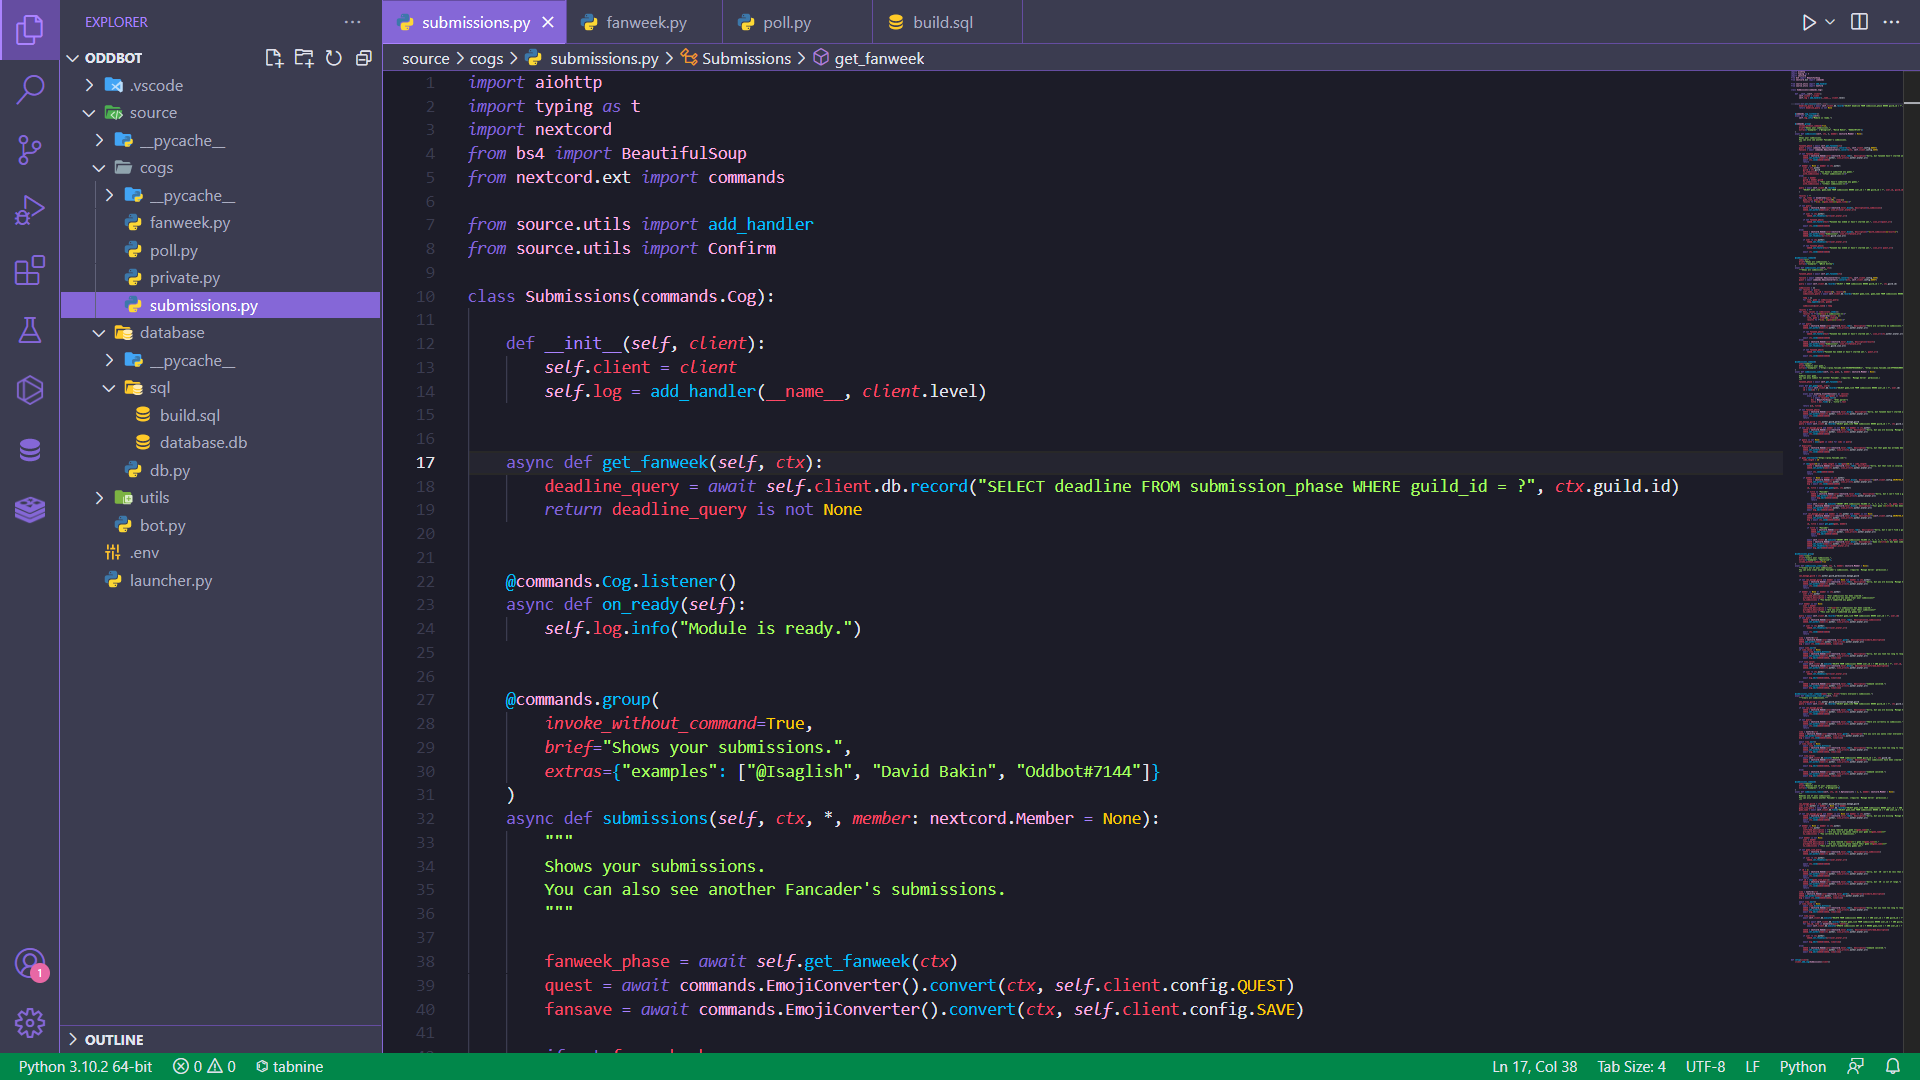 EXPLORER
ODDBOT
.vscode
source
__pycache__
cogs
__pycache__
fanweek.py
poll.py
private.py
submissions.py
database
__pycache__
sql
build.sql
database.db
db.py
utils
bot.py
.env
launcher.py
OUTLINE
1
submissions.py
fanweek.py
poll.py
build.sql
source > cogs > submissions.py > Submissions > get_fanweek
1 import aiohttp
2 import typing as t
3 import nextcord
4 from bs4 import BeautifulSoup
5 from nextcord.ext import commands
6
7 from source.utils import add_handler
8 from source.utils import Confirm
9
10 class Submissions(commands.Cog):
11
12     def __init__(self, client):
13         self.client = client
14         self.log = add_handler(__name__, client.level)
15
16
17     async def get_fanweek(self, ctx):
18         deadline_query = await self.client.db.record("SELECT deadline FROM submission_phase WHERE guild_id = ?", ctx.guild.id)
19         return deadline_query is not None
20
21
22     @commands.Cog.listener()
23     async def on_ready(self):
24         self.log.info("Module is ready.")
25
26
27     @commands.group(
28         invoke_without_command=True,
29         brief="Shows your submissions.",
30         extras={"examples": ["@Isaglish", "David Bakin", "Oddbot#7144"]}
31     )
32     async def submissions(self, ctx, *, member: nextcord.Member = None):
33         """
34         Shows your submissions.
35         You can also see another Fancader's submissions.
36         """
37
38         fanweek_phase = await self.get_fanweek(ctx)
39         quest = await commands.EmojiConverter().convert(ctx, self.client.config.QUEST)
40         fansave = await commands.EmojiConverter().convert(ctx, self.client.config.SAVE)
41
Python 3.10.2 64-bit
0
0
tabnine
Ln 17, Col 38
Tab Size: 4
UTF-8
LF
Python